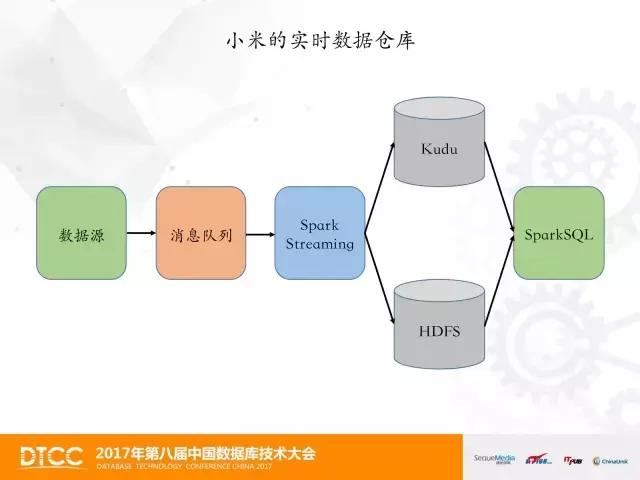 小米的实时数据仓库
Kudu
数据源
消息队列
Spark
Streaming
SparkSQL
HDFS
DTCC
2017年第八届中国数据库技术大会
DATABASE TECHNOLOGY CONFERENCE CHINA 2017
SequeMedia
ITPUB
ChinaUnix